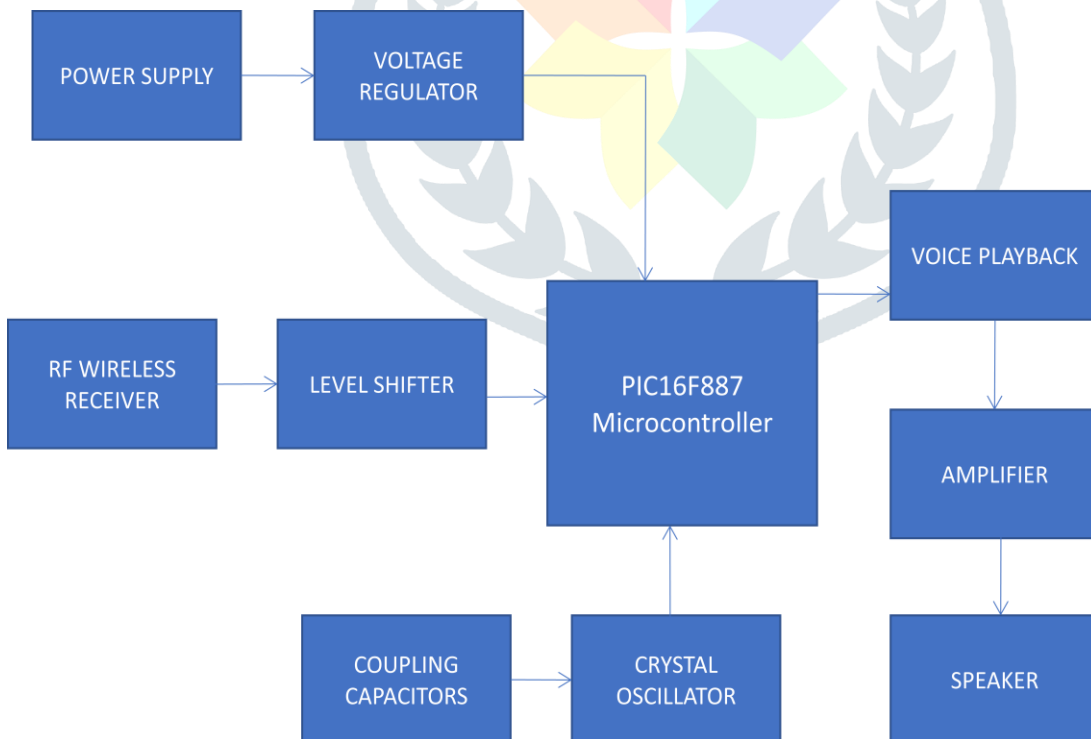 POWER SUPPLY
VOLTAGE
REGULATOR
VOICE PLAYBACK
RF WIRELESS
RECEIVER
LEVEL SHIFTER
PIC16F887
Microcontroller
AMPLIFIER
COUPLING
CAPACITORS
CRYSTAL
OSCILLATOR
SPEAKER